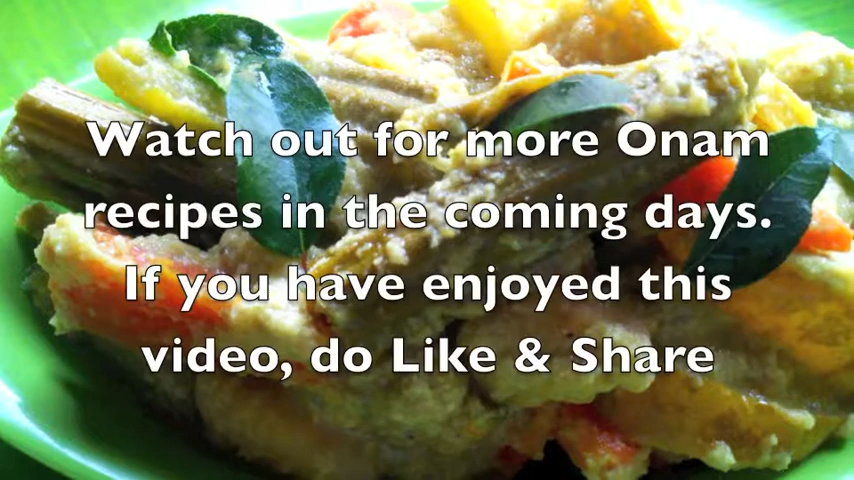 Watch out for more Onam
recipes in the coming days.
If you have enjoyed this
video, do Like & Share